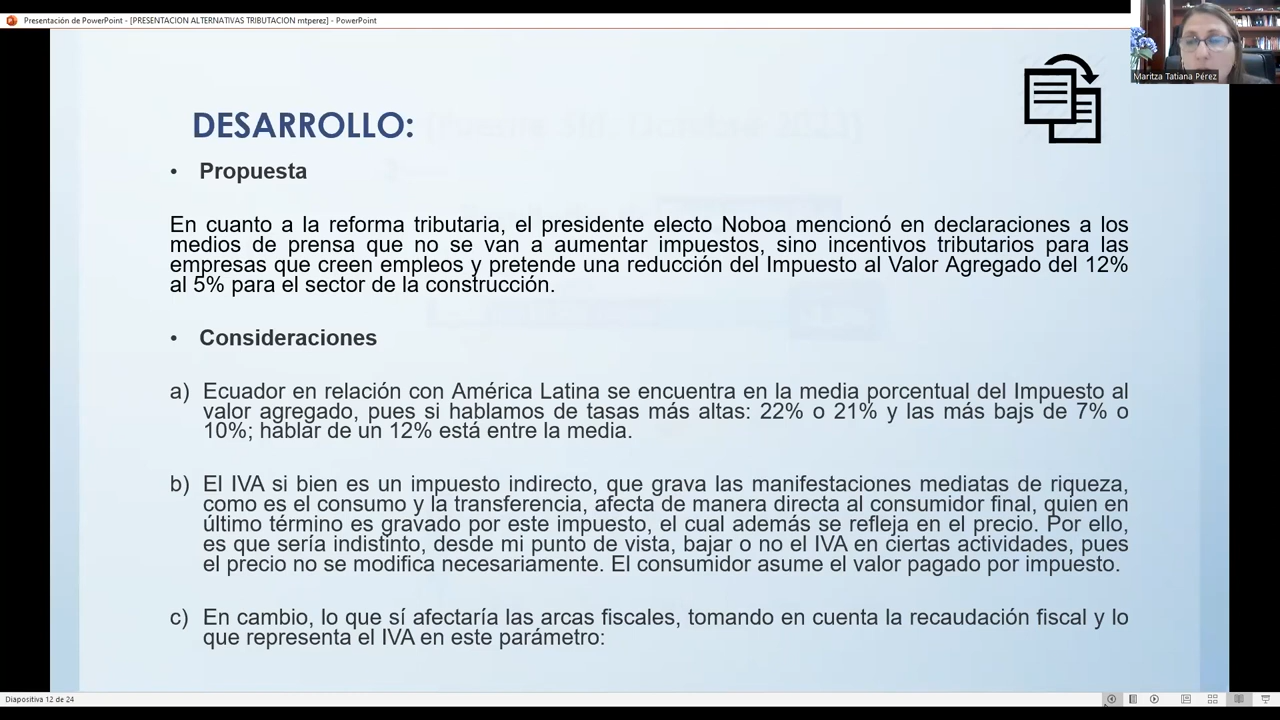 Presentación de PowerPoint - [PRESENTACION ALTERNATIVAS TRIBUTACION mtperez] - PowerPoint
Maritza Tatiana Pérez
DESARROLLO:
• Propuesta
En cuanto a la reforma tributaria, el presidente electo Noboa mencionó en declaraciones a los
medios de prensa que no se van a aumentar impuestos, sino incentivos tributarios para las
empresas que creen empleos y pretende una reducción del Impuesto al Valor Agregado del 12%
al 5% para el sector de la construcción.
• Consideraciones
a) Ecuador en relación con América Latina se encuentra en la media porcentual del Impuesto al
valor agregado, pues si hablamos de tasas más altas: 22% o 21% y las más bajs de 7% o
10%; hablar de un 12% está entre la media.
b) El IVA si bien es un impuesto indirecto, que grava las manifestaciones mediatas de riqueza,
como es el consumo y la transferencia, afecta de manera directa al consumidor final, quien en
último término es gravado por este impuesto, el cual además se refleja en el precio. Por ello,
es que sería indistinto, desde mi punto de vista, bajar o no el IVA en ciertas actividades, pues
el precio no se modifica necesariamente. El consumidor asume el valor pagado por impuesto.
c) En cambio, lo que sí afectaría las arcas fiscales, tomando en cuenta la recaudación fiscal y lo
que representa el IVA en este parámetro:
Diapositiva 12 de 24